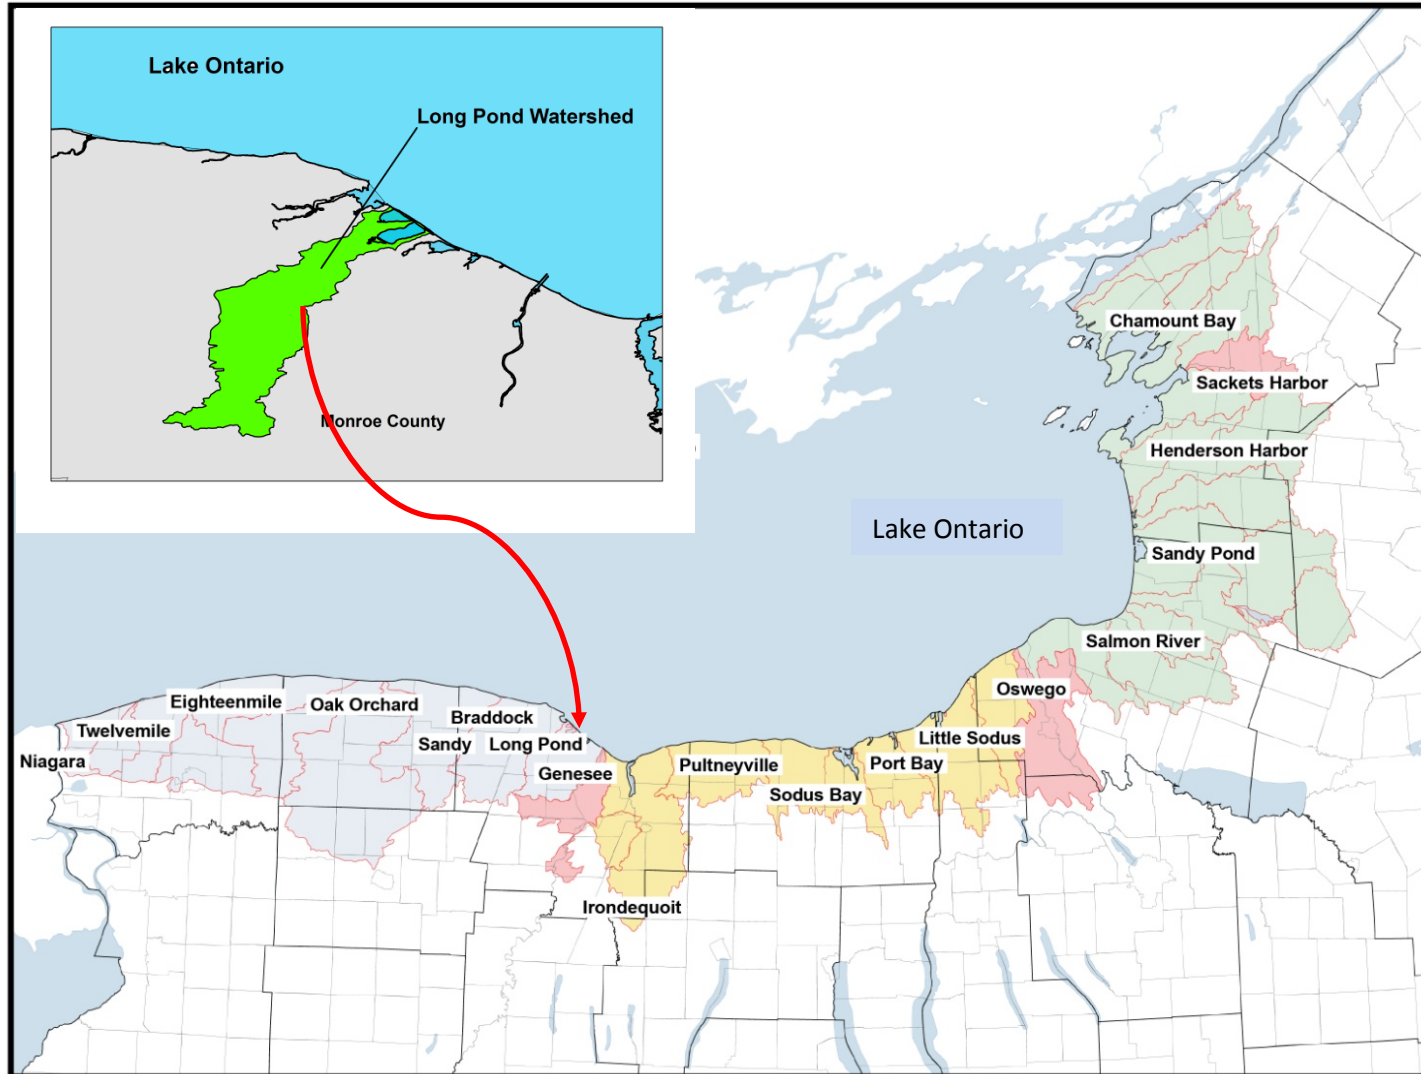 Lake Ontario
Long Pond Watershed
Monroe County
Chamount Bay
Sackets Harbor
Henderson Harbor
Lake Ontario
Sandy Pond
Salmon River
Oswego
Eighteenmile
Oak Orchard
Braddock
Twelvemile
Sandy
Long Pond
Little Sodus
Niagara
Genesee
Pultneyville
Port Bay
Sodus Bay
Irondequoit